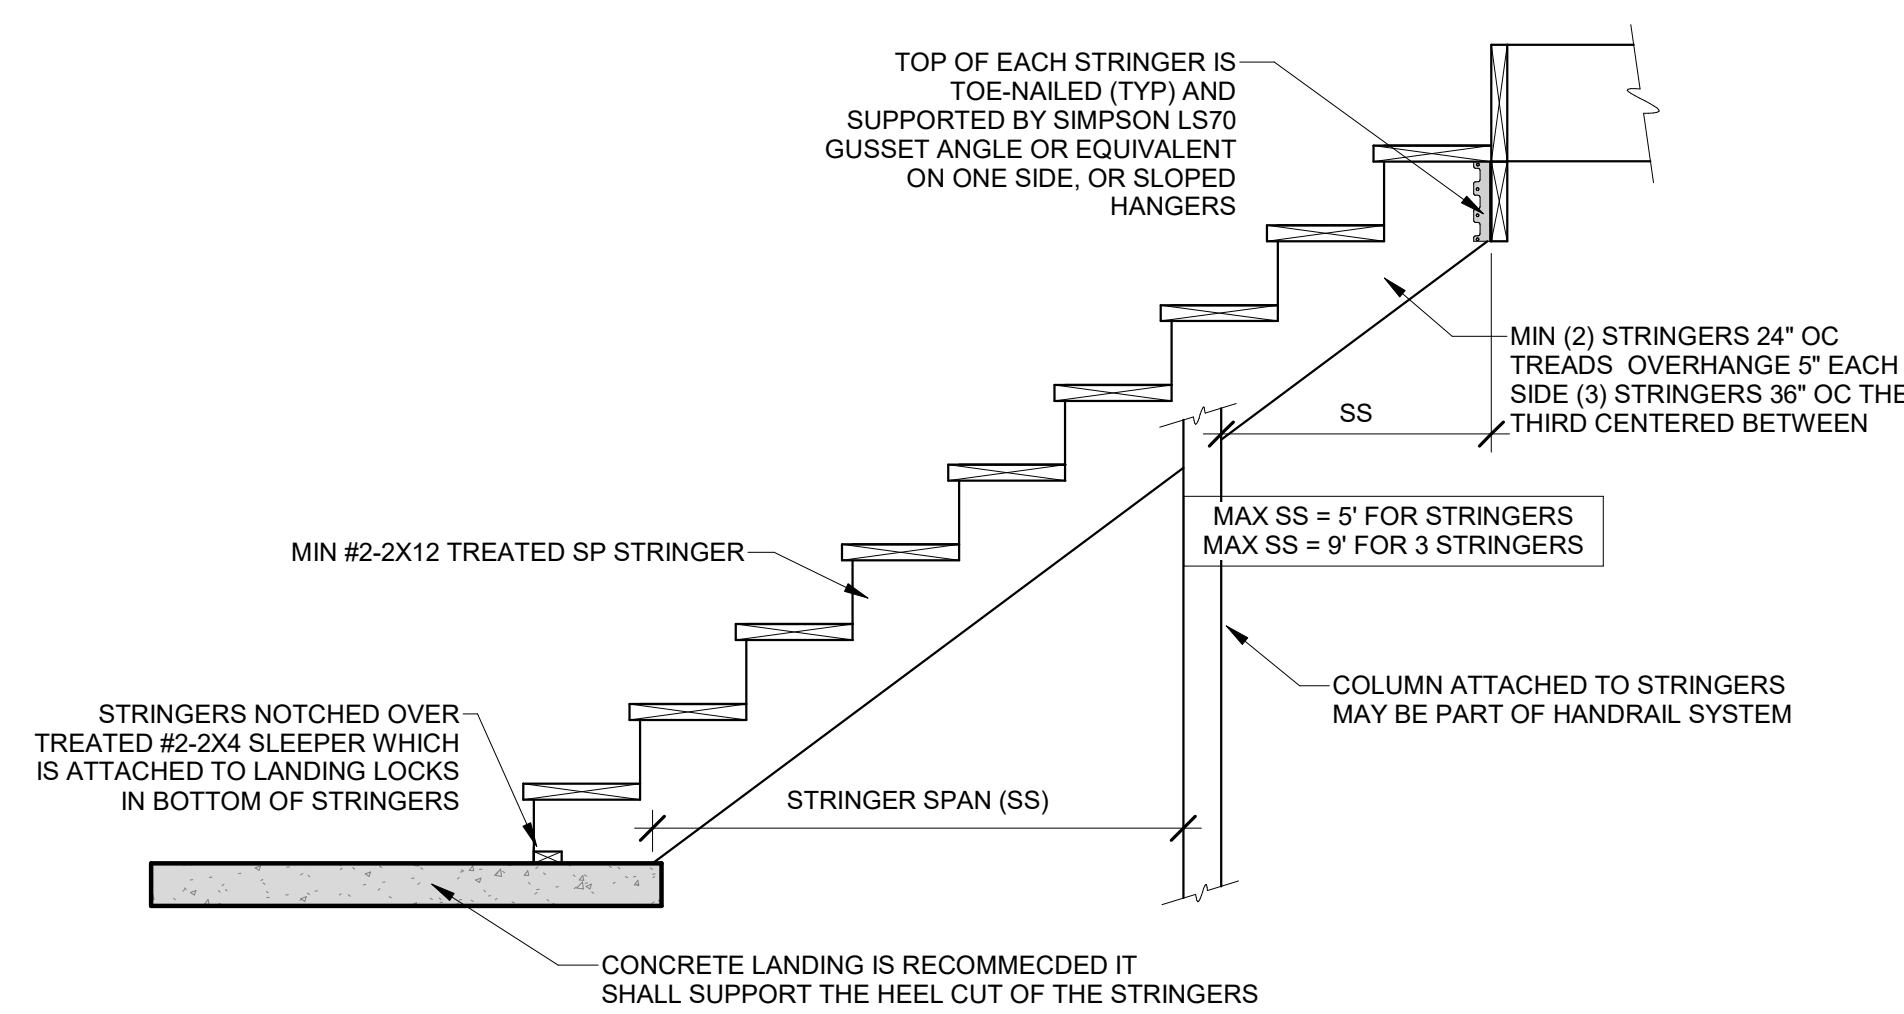 TOP OF EACH STRINGER IS
TOE-NAILED (TYP) AND
SUPPORTED BY SIMPSON LS70
GUSSET ANGLE OR EQUIVALENT
ON ONE SIDE, OR SLOPED
HANGERS
MIN (2) STRINGERS 24" OC
TREADS OVERHANGE 5" EACH
SIDE (3) STRINGERS 36" OC THE
THIRD CENTERED BETWEEN
SS
MAX SS = 5' FOR STRINGERS
MAX SS = 9' FOR 3 STRINGERS
MIN #2-2X12 TREATED SP STRINGER
COLUMN ATTACHED TO STRINGERS
MAY BE PART OF HANDRAIL SYSTEM
STRINGERS NOTCHED OVER
TREATED #2-2X4 SLEEPER WHICH
IS ATTACHED TO LANDING LOCKS
IN BOTTOM OF STRINGERS
STRINGER SPAN (SS)
CONCRETE LANDING IS RECOMMECDED IT
SHALL SUPPORT THE HEEL CUT OF THE STRINGERS